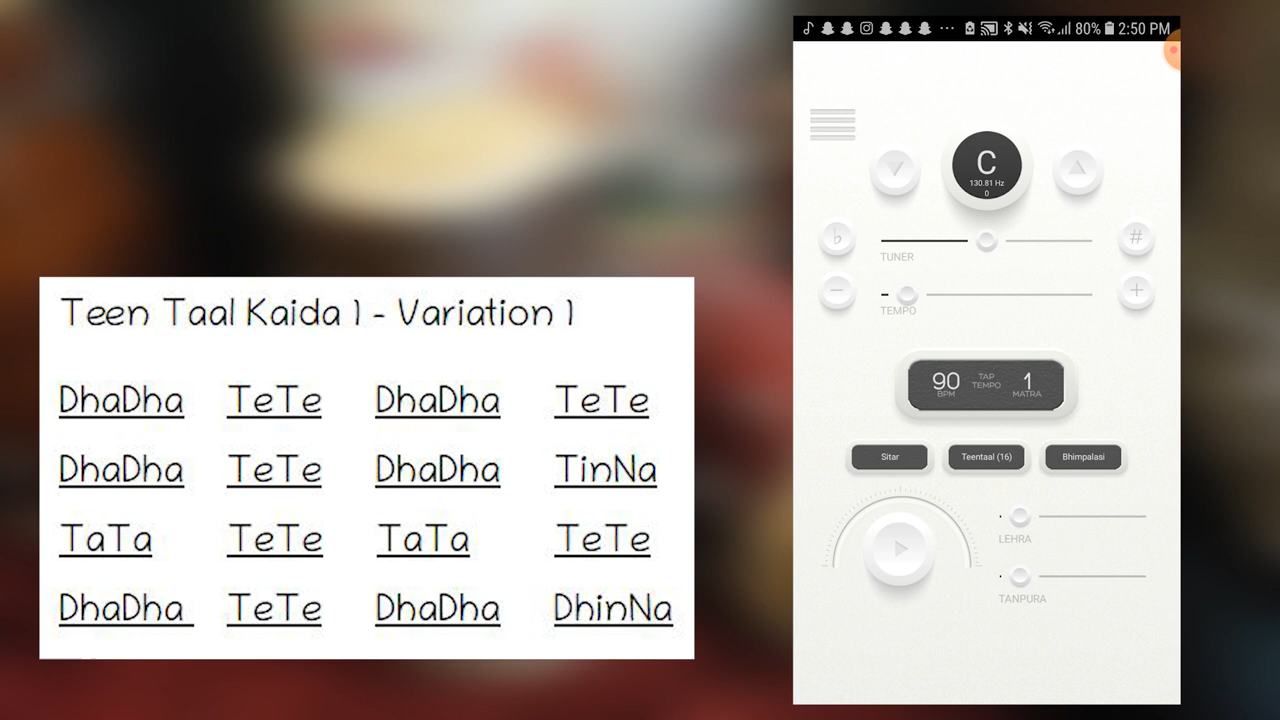 Teen Taal Kaida 1 - Variation 1
DhaDha TeTe DhaDha TeTe
DhaDha TeTe DhaDha TinNa
TaTa TeTe TaTa TeTe
DhaDha TeTe DhaDha DhinNa
80% 2:50 PM
C
130.81 Hz
0
♭ #
TUNER
− +
TEMPO
90 BPM TAP TEMPO 1 MATRA
Sitar Teentaal (16) Bhimpalasi
LEHRA
TANPURA